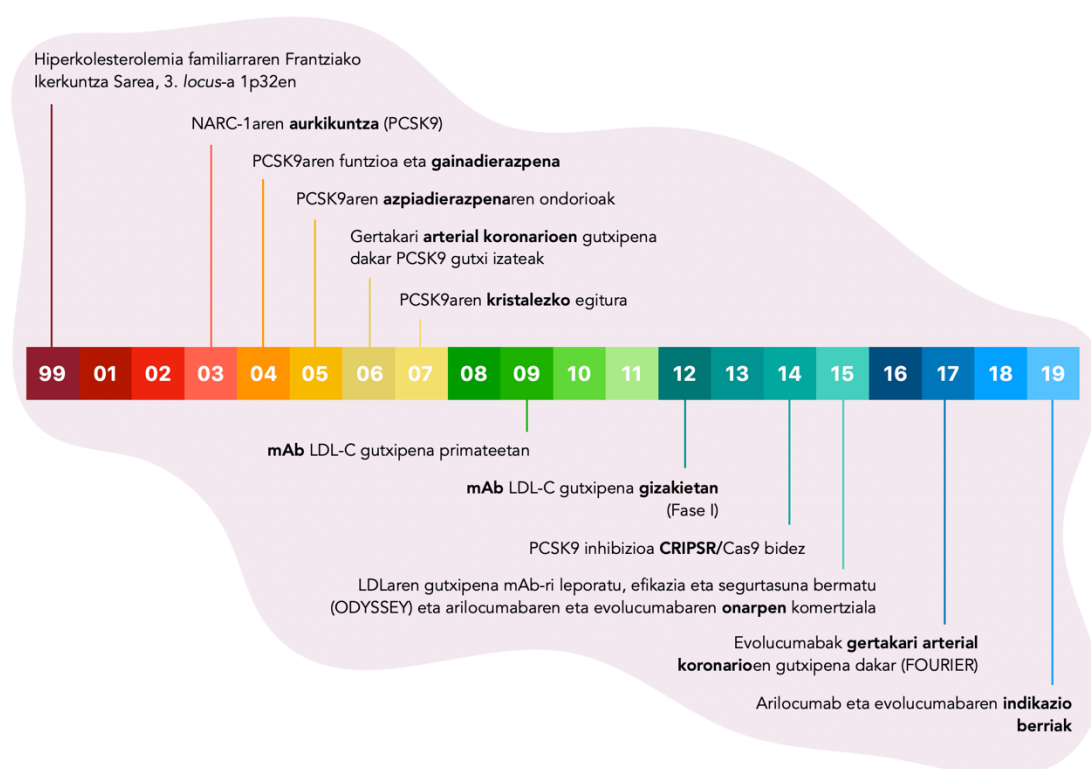 Hiperkolesterolemia familiarraren Frantziako
Ikerkuntza Sarea, 3. locus-a 1p32en
NARC-1aren aurkikuntza (PCSK9)
PCSK9aren funtzioa eta gainadierazpena
PCSK9aren azpiadierazpenaren ondorioak
Gertakari arterial koronarioen gutxipena
dakar PCSK9 gutxi izateak
PCSK9aren kristalezko egitura
99 01 02 03 04 05 06 07 08 09 10 11 12 13 14 15 16 17 18 19
mAb LDL-C gutxipena primateetan
mAb LDL-C gutxipena gizakietan
(Fase I)
PCSK9 inhibizioa CRIPSR/Cas9 bidez
LDLaren gutxipena mAb-ri leporatu, efikazia eta segurtasuna bermatu
(ODYSSEY) eta arilocumabaren eta evolucumabaren onarpen komertziala
Evolucumabak gertakari arterial
koronarioen gutxipena dakar (FOURIER)
Arilocumab eta evolucumabaren indikazio
berriak